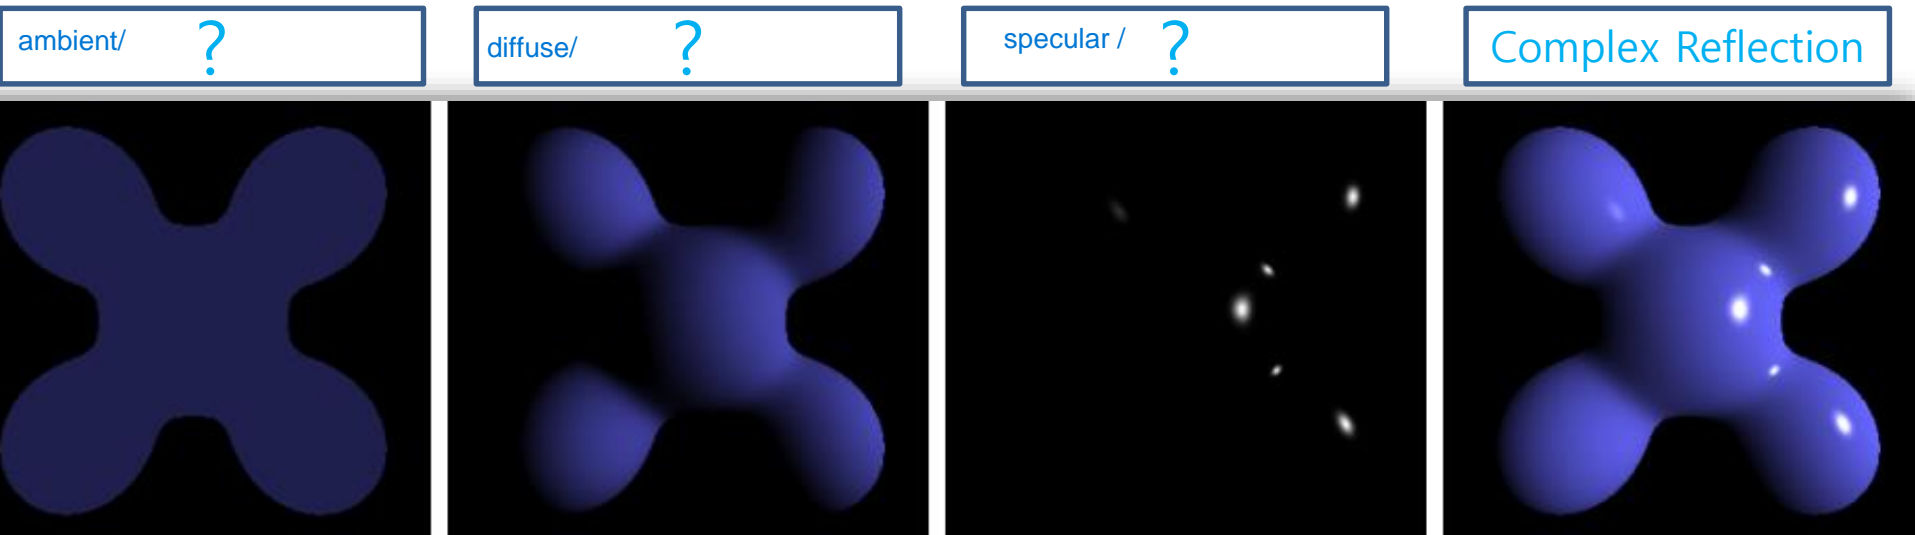 ambient/ ?
diffuse/ ?
specular / ?
Complex Reflection